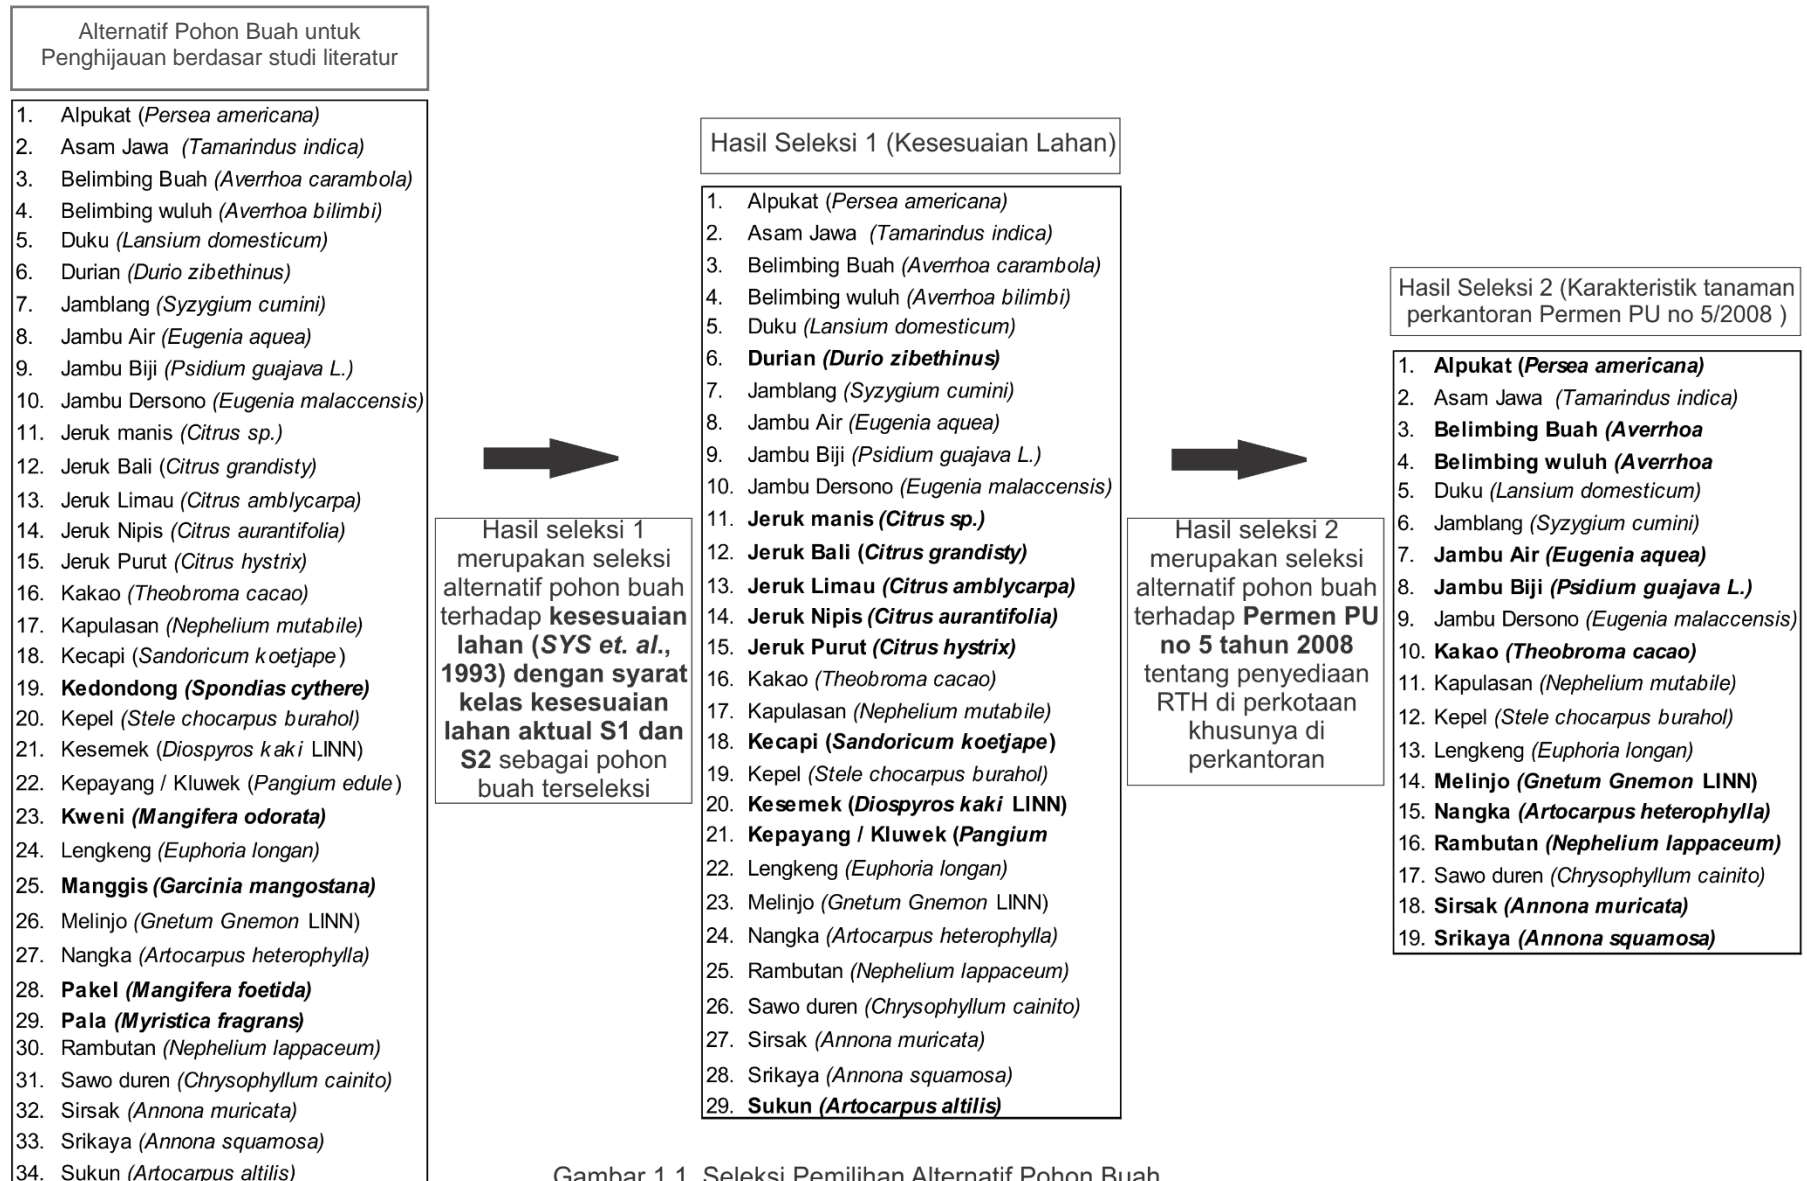 Alternatif Pohon Buah untuk
Penghijauan berdasar studi literatur
1. Alpukat (Persea americana)
2. Asam Jawa (Tamarindus indica)
3. Belimbing Buah (Averrhoa carambola)
4. Belimbing wuluh (Averrhoa bilimbi)
5. Duku (Lansium domesticum)
6. Durian (Durio zibethinus)
7. Jamblang (Syzygium cumini)
8. Jambu Air (Eugenia aquea)
9. Jambu Biji (Psidium guajava L.)
10. Jambu Dersono (Eugenia malaccensis)
11. Jeruk manis (Citrus sp.)
12. Jeruk Bali (Citrus grandisty)
13. Jeruk Limau (Citrus amblycarpa)
14. Jeruk Nipis (Citrus aurantifolia)
15. Jeruk Purut (Citrus hystrix)
16. Kakao (Theobroma cacao)
17. Kapulasan (Nephelium mutabile)
18. Kecapi (Sandoricum koetjape)
19. Kedondong (Spondias cythere)
20. Kepel (Stele chocarpus burahol)
21. Kesemek (Diospyros kaki LINN)
22. Kepayang / Kluwek (Pangium edule)
23. Kweni (Mangifera odorata)
24. Lengkeng (Euphoria longan)
25. Manggis (Garcinia mangostana)
26. Melinjo (Gnetum Gnemon LINN)
27. Nangka (Artocarpus heterophylla)
28. Pakel (Mangifera foetida)
29. Pala (Myristica fragrans)
30. Rambutan (Nephelium lappaceum)
31. Sawo duren (Chrysophyllum cainito)
32. Sirsak (Annona muricata)
33. Srikaya (Annona squamosa)
34. Sukun (Artocarpus altilis)
Hasil seleksi 1
merupakan seleksi
alternatif pohon buah
terhadap kesesuaian
lahan (SYS et. al.,
1993) dengan syarat
kelas kesesuaian
lahan aktual S1 dan
S2 sebagai pohon
buah terseleksi
Hasil Seleksi 1 (Kesesuaian Lahan)
1. Alpukat (Persea americana)
2. Asam Jawa (Tamarindus indica)
3. Belimbing Buah (Averrhoa carambola)
4. Belimbing wuluh (Averrhoa bilimbi)
5. Duku (Lansium domesticum)
6. Durian (Durio zibethinus)
7. Jamblang (Syzygium cumini)
8. Jambu Air (Eugenia aquea)
9. Jambu Biji (Psidium guajava L.)
10. Jambu Dersono (Eugenia malaccensis)
11. Jeruk manis (Citrus sp.)
12. Jeruk Bali (Citrus grandisty)
13. Jeruk Limau (Citrus amblycarpa)
14. Jeruk Nipis (Citrus aurantifolia)
15. Jeruk Purut (Citrus hystrix)
16. Kakao (Theobroma cacao)
17. Kapulasan (Nephelium mutabile)
18. Kecapi (Sandoricum koetjape)
19. Kepel (Stele chocarpus burahol)
20. Kesemek (Diospyros kaki LINN)
21. Kepayang / Kluwek (Pangium
22. Lengkeng (Euphoria longan)
23. Melinjo (Gnetum Gnemon LINN)
24. Nangka (Artocarpus heterophylla)
25. Rambutan (Nephelium lappaceum)
26. Sawo duren (Chrysophyllum cainito)
27. Sirsak (Annona muricata)
28. Srikaya (Annona squamosa)
29. Sukun (Artocarpus altilis)
Hasil seleksi 2
merupakan seleksi
alternatif pohon buah
terhadap Permen PU
no 5 tahun 2008
tentang penyediaan
RTH di perkotaan
khusunya di
perkantoran
Hasil Seleksi 2 (Karakteristik tanaman
perkantoran Permen PU no 5/2008 )
1. Alpukat (Persea americana)
2. Asam Jawa (Tamarindus indica)
3. Belimbing Buah (Averrhoa
4. Belimbing wuluh (Averrhoa
5. Duku (Lansium domesticum)
6. Jamblang (Syzygium cumini)
7. Jambu Air (Eugenia aquea)
8. Jambu Biji (Psidium guajava L.)
9. Jambu Dersono (Eugenia malaccensis)
10. Kakao (Theobroma cacao)
11. Kapulasan (Nephelium mutabile)
12. Kepel (Stele chocarpus burahol)
13. Lengkeng (Euphoria longan)
14. Melinjo (Gnetum Gnemon LINN)
15. Nangka (Artocarpus heterophylla)
16. Rambutan (Nephelium lappaceum)
17. Sawo duren (Chrysophyllum cainito)
18. Sirsak (Annona muricata)
19. Srikaya (Annona squamosa)
Gambar 1.1. Seleksi Pemilihan Alternatif Pohon Buah